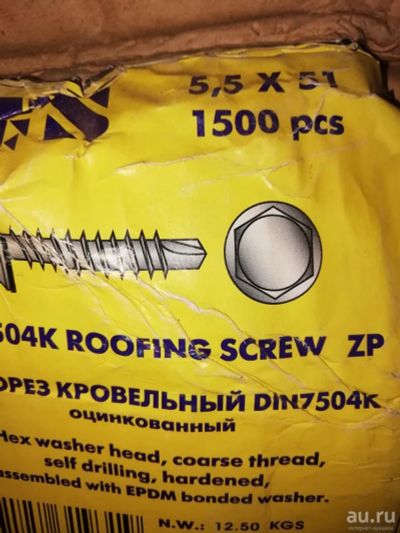 5,5 X 51
1500 pcs
504K ROOFING SCREW ZP
ОРЕЗ КРОВЕЛЬНЫЙ DIN7504K
оцинкованный
Hex washer head, coarse thread,
self drilling, hardened,
assembled with EPDM bonded washer.
N.W.: 12.50 KGS
au.ru